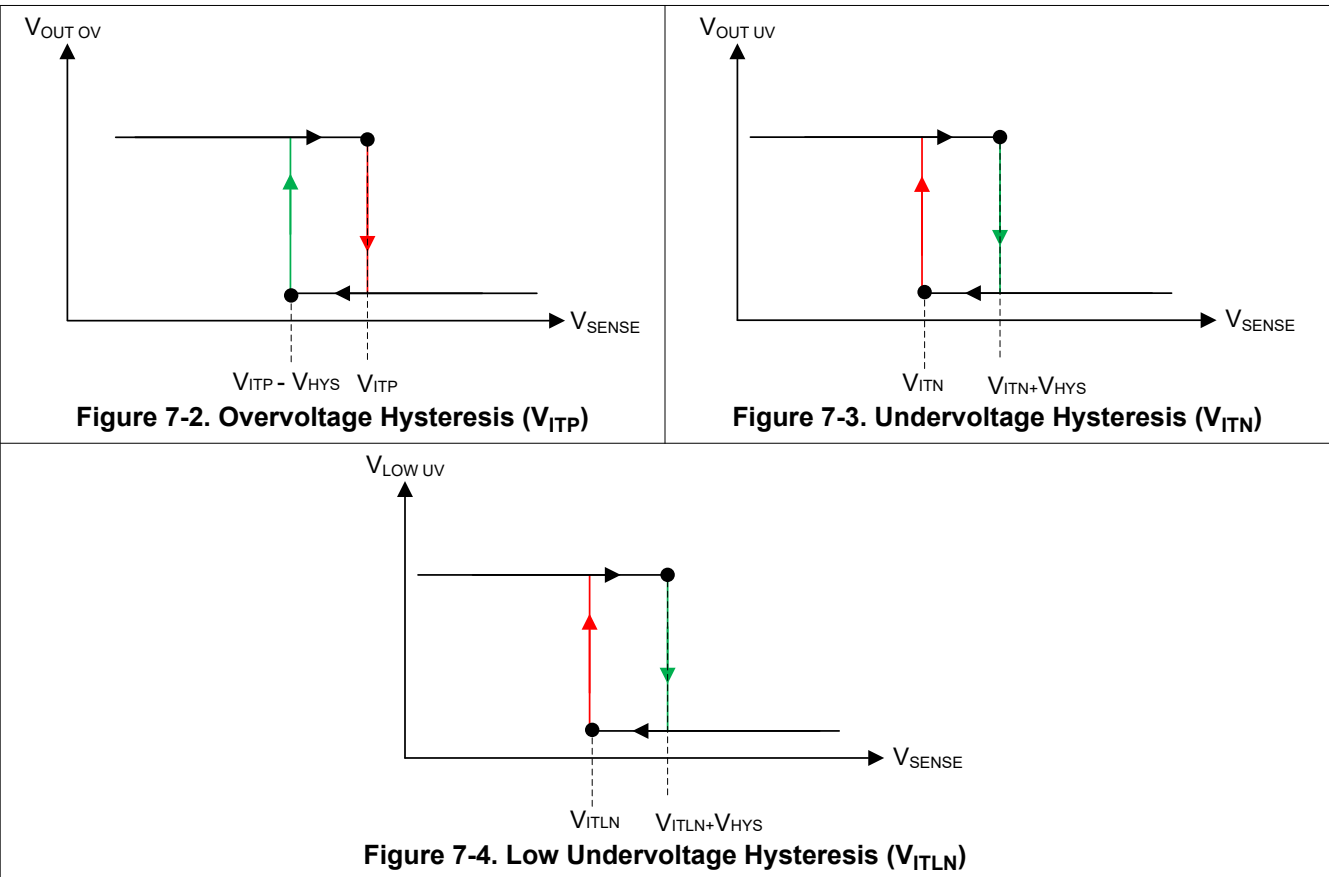 VOUT OV
VSENSE
VITP - VHYS VITP
Figure 7-2. Overvoltage Hysteresis (VITP)
VOUT UV
VSENSE
VITN VITN+VHYS
Figure 7-3. Undervoltage Hysteresis (VITN)
VLOW UV
VSENSE
VITLN VITLN+VHYS
Figure 7-4. Low Undervoltage Hysteresis (VITLN)